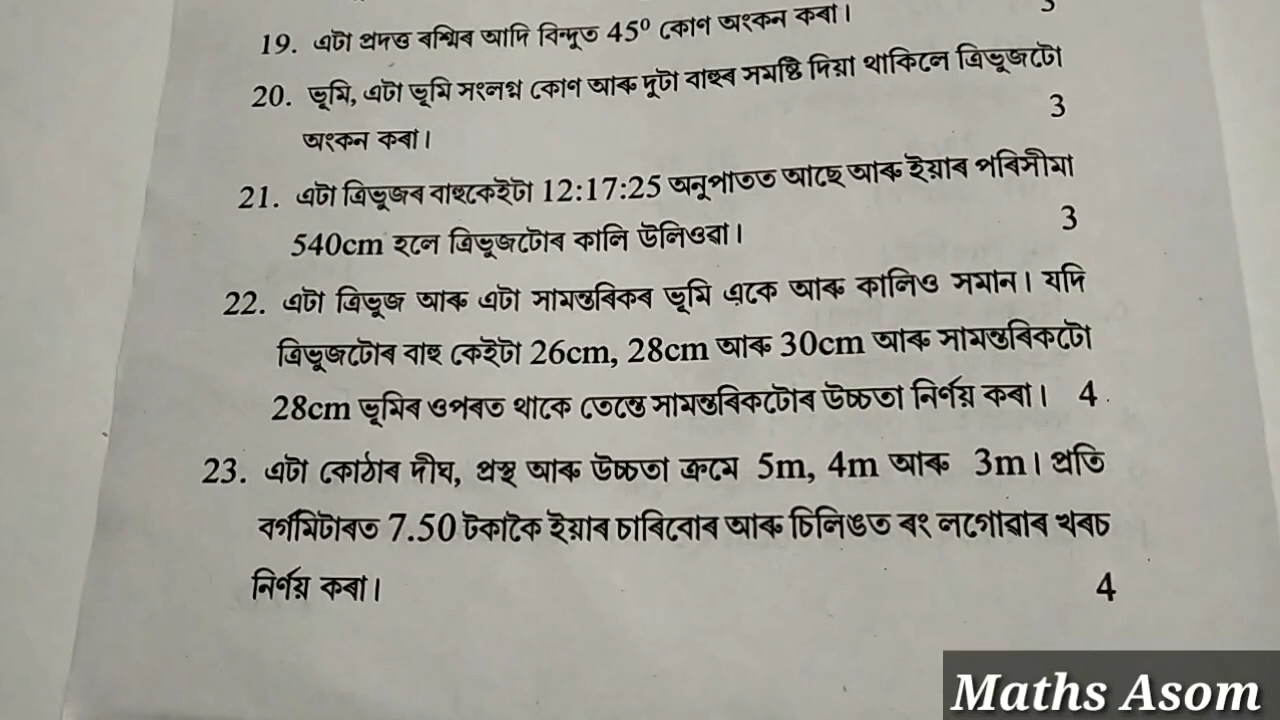 19. এটা প্ৰদত্ত ৰশ্মিৰ আদি বিন্দুত 45⁰ কোণ অংকন কৰা। 3
20. ভূমি, এটা ভূমি সংলগ্ন কোণ আৰু দুটা বাহুৰ সমষ্টি দিয়া থাকিলে ত্ৰিভূজটো
অংকন কৰা। 3
21. এটা ত্ৰিভূজৰ বাহুকেইটা 12:17:25 অনুপাতত আছে আৰু ইয়াৰ পৰিসীমা
540cm হলে ত্ৰিভূজটোৰ কালি উলিওৱা। 3
22. এটা ত্ৰিভূজ আৰু এটা সামন্তৰিকৰ ভূমি একে আৰু কালিও সমান। যদি
ত্ৰিভূজটোৰ বাহু কেইটা 26cm, 28cm আৰু 30cm আৰু সামন্তৰিকটো
28cm ভূমিৰ ওপৰত থাকে তেন্তে সামন্তৰিকটোৰ উচ্চতা নিৰ্ণয় কৰা। 4
23. এটা কোঠাৰ দীঘ, প্ৰস্থ আৰু উচ্চতা ক্ৰমে 5m, 4m আৰু 3m। প্ৰতি
বৰ্গমিটাৰত 7.50 টকাকৈ ইয়াৰ চাৰিবোৰ আৰু চিলিঙত ৰং লগোৱাৰ খৰচ
নিৰ্ণয় কৰা। 4
Maths Asom